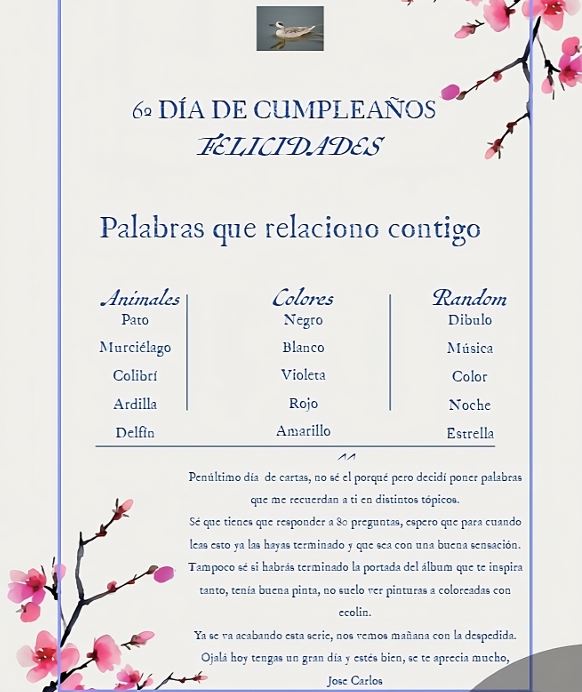 6º DÍA DE CUMPLEAÑOS
FELICIDADES
Palabras que relaciono contigo
Animales
Pato
Murciélago
Colibrí
Ardilla
Delfín
Colores
Negro
Blanco
Violeta
Rojo
Amarillo
Random
Dibulo
Música
Color
Noche
Estrella
^^
Penúltimo día de cartas, no sé el porqué pero decidí poner palabras
que me recuerdan a ti en distintos tópicos.
Sé que tienes que responder a 80 preguntas, espero que para cuando
leas esto ya las hayas terminado y que sea con una buena sensación.
Tampoco sé si habrás terminado la portada del álbum que te inspira
tanto, tenía buena pinta, no suelo ver pinturas a coloreadas con
ecolin.
Ya se va acabando esta serie, nos vemos mañana con la despedida.
Ojalá hoy tengas un gran día y estés bien, se te aprecia mucho,
Jose Carlos